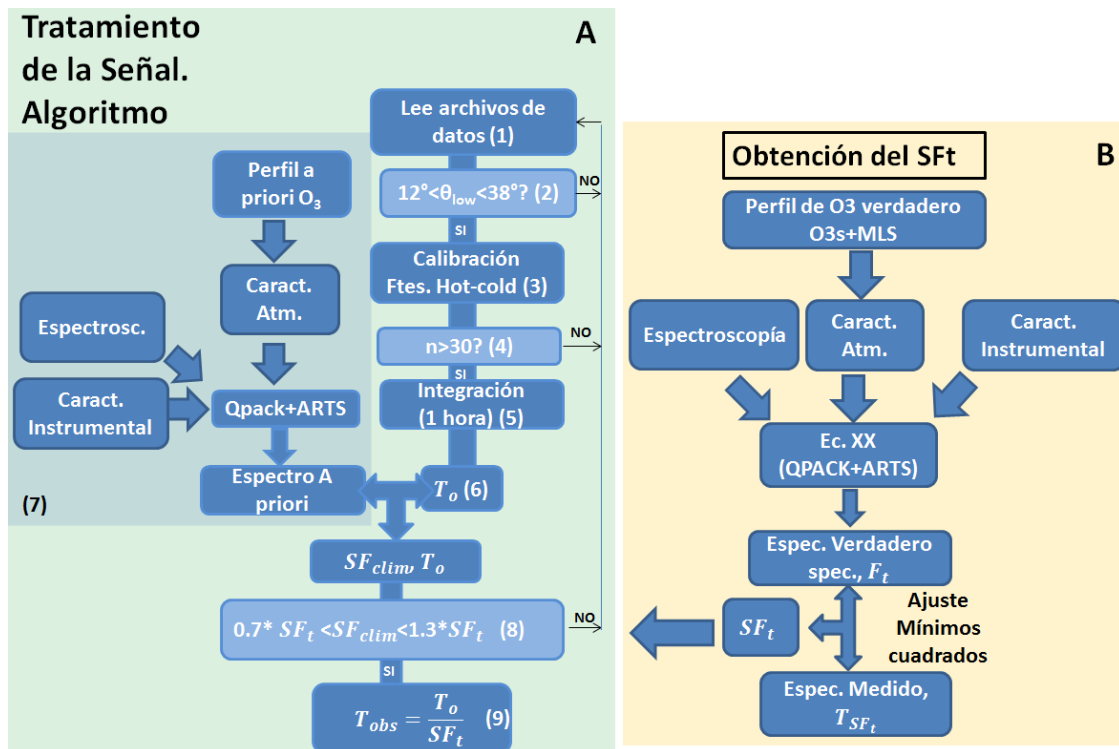 Tratamiento
de la Señal.
Algoritmo
A
Lee archivos de
datos (1)
12°<θlow<38°? (2)
NO
SI
Calibración
Ftes. Hot-cold (3)
n>30? (4)
NO
SI
Integración
(1 hora) (5)
To (6)
Perfil a
priori O3
Caract.
Atm.
Espectrosc.
Caract.
Instrumental
Qpack+ARTS
Espectro A
priori
(7)
SFclim, To
0.7* SFt <SFclim<1.3*SFt (8)
NO
SI
Tobs = To/SFt (9)
B
Obtención del SFt
Perfil de O3 verdadero
O3s+MLS
Espectroscopía
Caract.
Atm.
Caract.
Instrumental
Ec. XX
(QPACK+ARTS)
Espec. Verdadero
spec., Ft
SFt
Ajuste
Mínimos
cuadrados
Espec. Medido,
TSFt